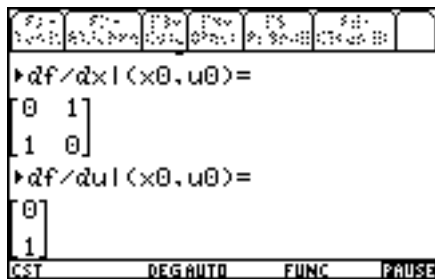 ▸df/dx|(x0,u0)=
[0 1]
[1 0]
▸df/du|(x0,u0)=
[0]
[1]
CST DEG AUTO FUNC PAUSE